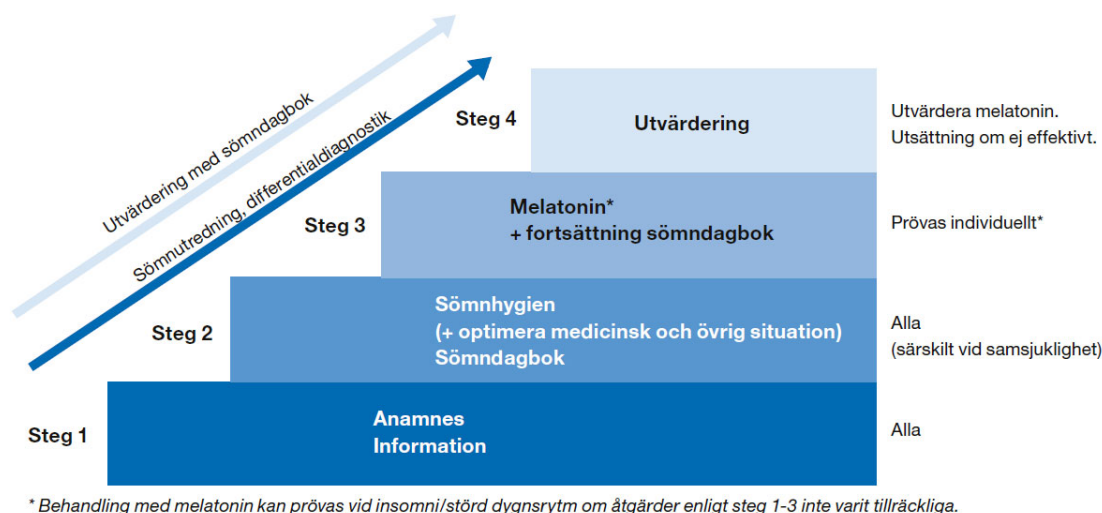 Utvärdering med sömndagbok
Sömnutredning, differentialdiagnostik
Steg 4
Utvärdering
Utvärdera melatonin.
Utsättning om ej effektivt.
Steg 3
Melatonin*
+ fortsättning sömndagbok
Prövas individuellt*
Steg 2
Sömnhygien
(+ optimera medicinsk och övrig situation)
Sömndagbok
Alla
(särskilt vid samsjuklighet)
Steg 1
Anamnes
Information
Alla
* Behandling med melatonin kan prövas vid insomni/störd dygnsrytm om åtgärder enligt steg 1-3 inte varit tillräckliga.